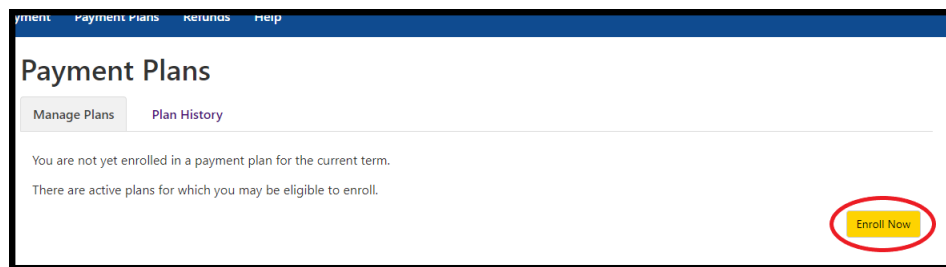 Payment Plans Refunds Help
Payment Plans
Manage Plans Plan History
You are not yet enrolled in a payment plan for the current term.
There are active plans for which you may be eligible to enroll.
Enroll Now